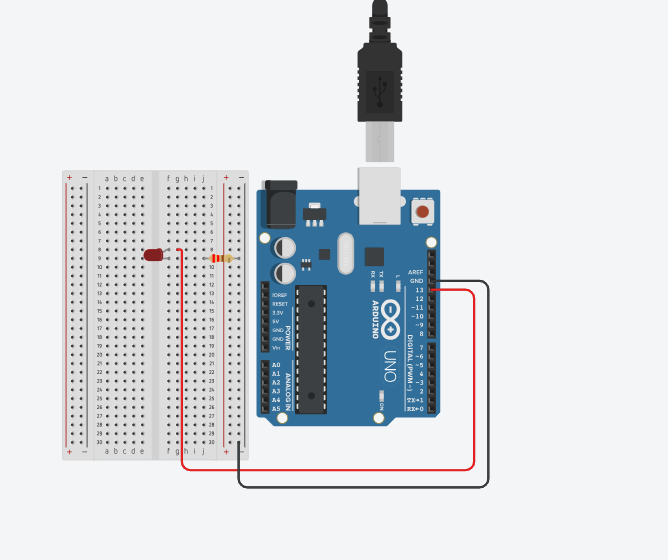 + − a b c d e f g h i j + −
1 1
2 2
3 3
4 4
5 5
6 6
7 7
8 8
9 9
10 10
11 11
12 12
13 13
14 14
15 15
16 16
17 17
18 18
19 19
20 20
21 21
22 22
23 23
24 24
25 25
26 26
27 27
28 28
29 29
30 30
+ − a b c d e f g h i j + −
IOREF
RESET
3.3V
5V
GND
GND
Vin
POWER
A0
A1
A2
A3
A4
A5
ANALOG IN
RX
TX
L
ARDUINO
UNO
ON
AREF
GND
13
12
~11
~10
~9
8
7
~6
~5
4
~3
2
TX→1
RX←0
DIGITAL (PWM~)